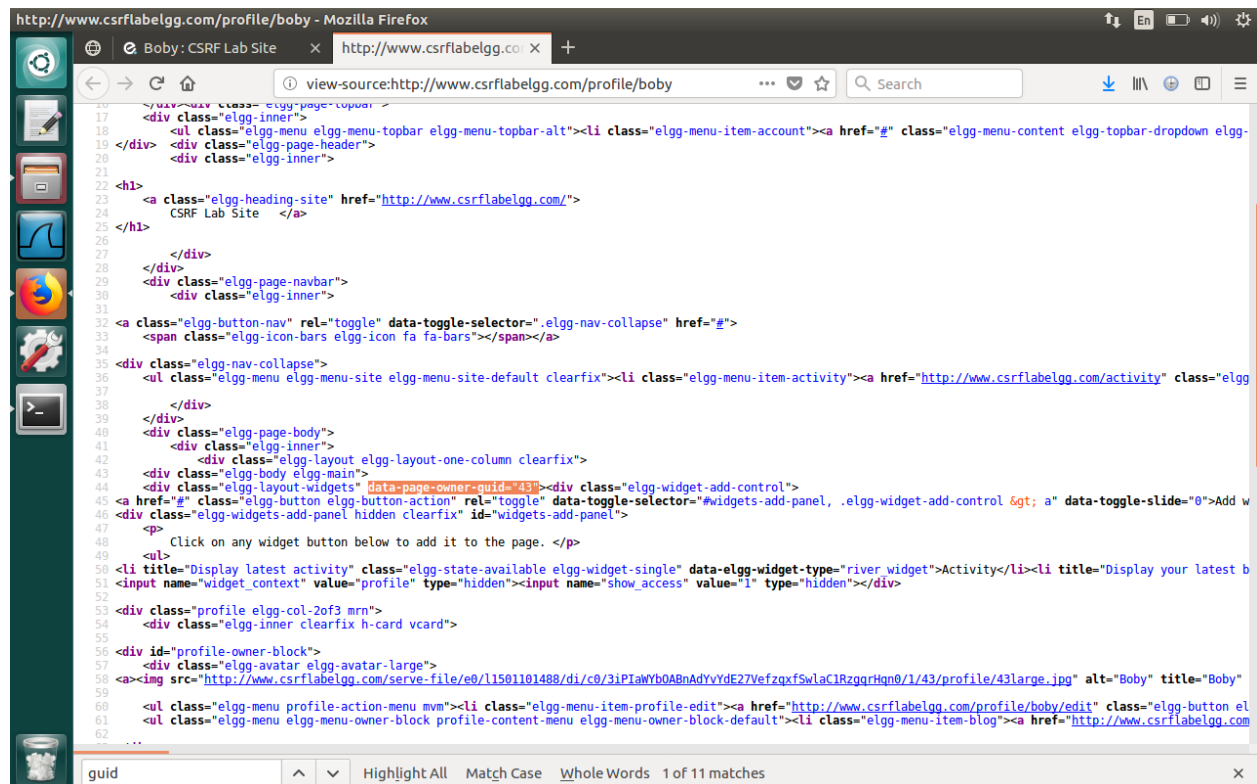 http://www.csrflabelgg.com/profile/boby - Mozilla Firefox
En
Boby : CSRF Lab Site × http://www.csrflabelgg.co × +
view-source:http://www.csrflabelgg.com/profile/boby ••• Search
16 </div><div class="elgg-page-topbar">
17 <div class="elgg-inner">
18 <ul class="elgg-menu elgg-menu-topbar elgg-menu-topbar-alt"><li class="elgg-menu-item-account"><a href="#" class="elgg-menu-content elgg-topbar-dropdown elgg-
19 </div> <div class="elgg-page-header">
20 <div class="elgg-inner">
21
22 <h1>
23 <a class="elgg-heading-site" href="http://www.csrflabelgg.com/">
24 CSRF Lab Site </a>
25 </h1>
26
27 </div>
28 </div>
29 <div class="elgg-page-navbar">
30 <div class="elgg-inner">
31
32 <a class="elgg-button-nav" rel="toggle" data-toggle-selector=".elgg-nav-collapse" href="#">
33 <span class="elgg-icon-bars elgg-icon fa fa-bars"></span></a>
34
35 <div class="elgg-nav-collapse">
36 <ul class="elgg-menu elgg-menu-site elgg-menu-site-default clearfix"><li class="elgg-menu-item-activity"><a href="http://www.csrflabelgg.com/activity" class="elgg
37
38 </div>
39 </div>
40 <div class="elgg-page-body">
41 <div class="elgg-inner">
42 <div class="elgg-layout elgg-layout-one-column clearfix">
43 <div class="elgg-body elgg-main">
44 <div class="elgg-layout-widgets" data-page-owner-guid="43"><div class="elgg-widget-add-control">
45 <a href="#" class="elgg-button elgg-button-action" rel="toggle" data-toggle-selector="#widgets-add-panel, .elgg-widget-add-control &gt; a" data-toggle-slide="0">Add w
46 <div class="elgg-widgets-add-panel hidden clearfix" id="widgets-add-panel">
47 <p>
48 Click on any widget button below to add it to the page. </p>
49 <ul>
50 <li title="Display latest activity" class="elgg-state-available elgg-widget-single" data-elgg-widget-type="river_widget">Activity</li><li title="Display your latest b
51 <input name="widget_context" value="profile" type="hidden"><input name="show_access" value="1" type="hidden"></div>
52
53 <div class="profile elgg-col-2of3 mrn">
54 <div class="elgg-inner clearfix h-card vcard">
55
56 <div id="profile-owner-block">
57 <div class="elgg-avatar elgg-avatar-large">
58 <a><img src="http://www.csrflabelgg.com/serve-file/e0/l1501101488/di/c0/3iPIaWYbOABnAdYvYdE27VefzqxfSwlaC1RzgqrHqn0/1/43/profile/43large.jpg" alt="Boby" title="Boby"
59
60 <ul class="elgg-menu profile-action-menu mvm"><li class="elgg-menu-item-profile-edit"><a href="http://www.csrflabelgg.com/profile/boby/edit" class="elgg-button el
61 <ul class="elgg-menu elgg-menu-owner-block profile-content-menu elgg-menu-owner-block-default"><li class="elgg-menu-item-blog"><a href="http://www.csrflabelgg.com
62
guid Highlight All Match Case Whole Words 1 of 11 matches ×